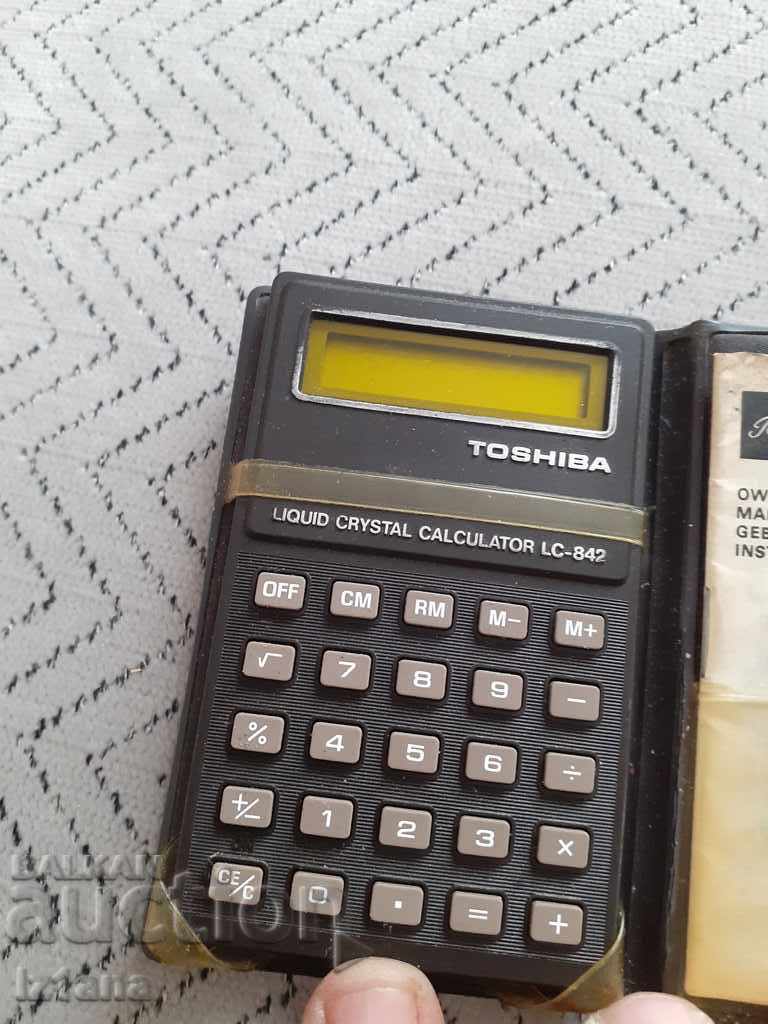 TOSHIBA
LIQUID CRYSTAL CALCULATOR LC-842
OFF CM RM M− M+
√ 7 8 9 −
% 4 5 6 ÷
+/− 1 2 3 ×
CE/C 0 . = +
OW
MA
GEB
INST
BALKAN
auction
iz1ana